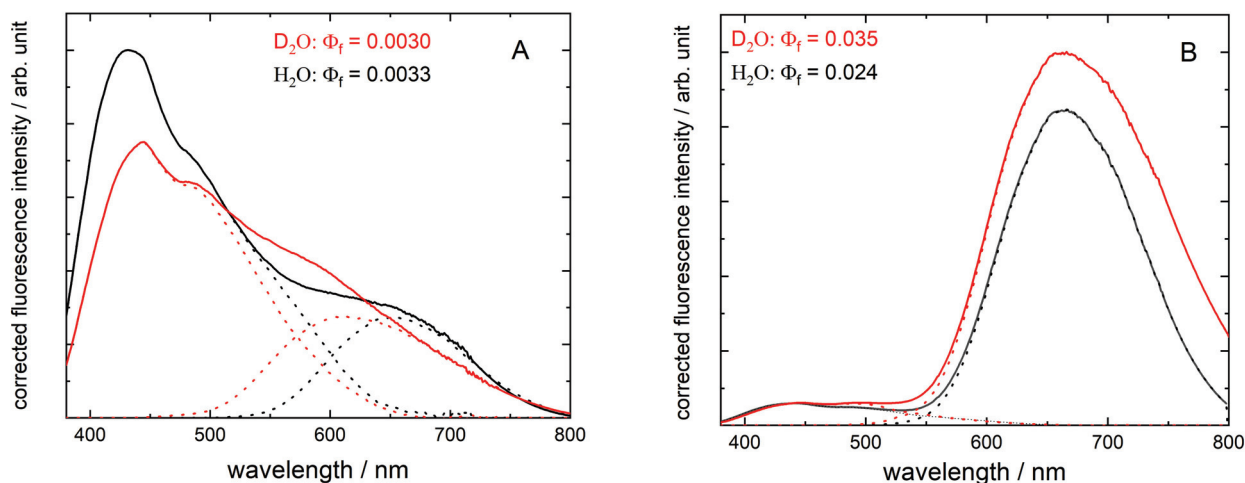 D₂O: Φf = 0.0030
H₂O: Φf = 0.0033
A
corrected fluorescence intensity / arb. unit
400 500 600 700 800
wavelength / nm
D₂O: Φf = 0.035
H₂O: Φf = 0.024
B
corrected fluorescence intensity / arb. unit
400 500 600 700 800
wavelength / nm